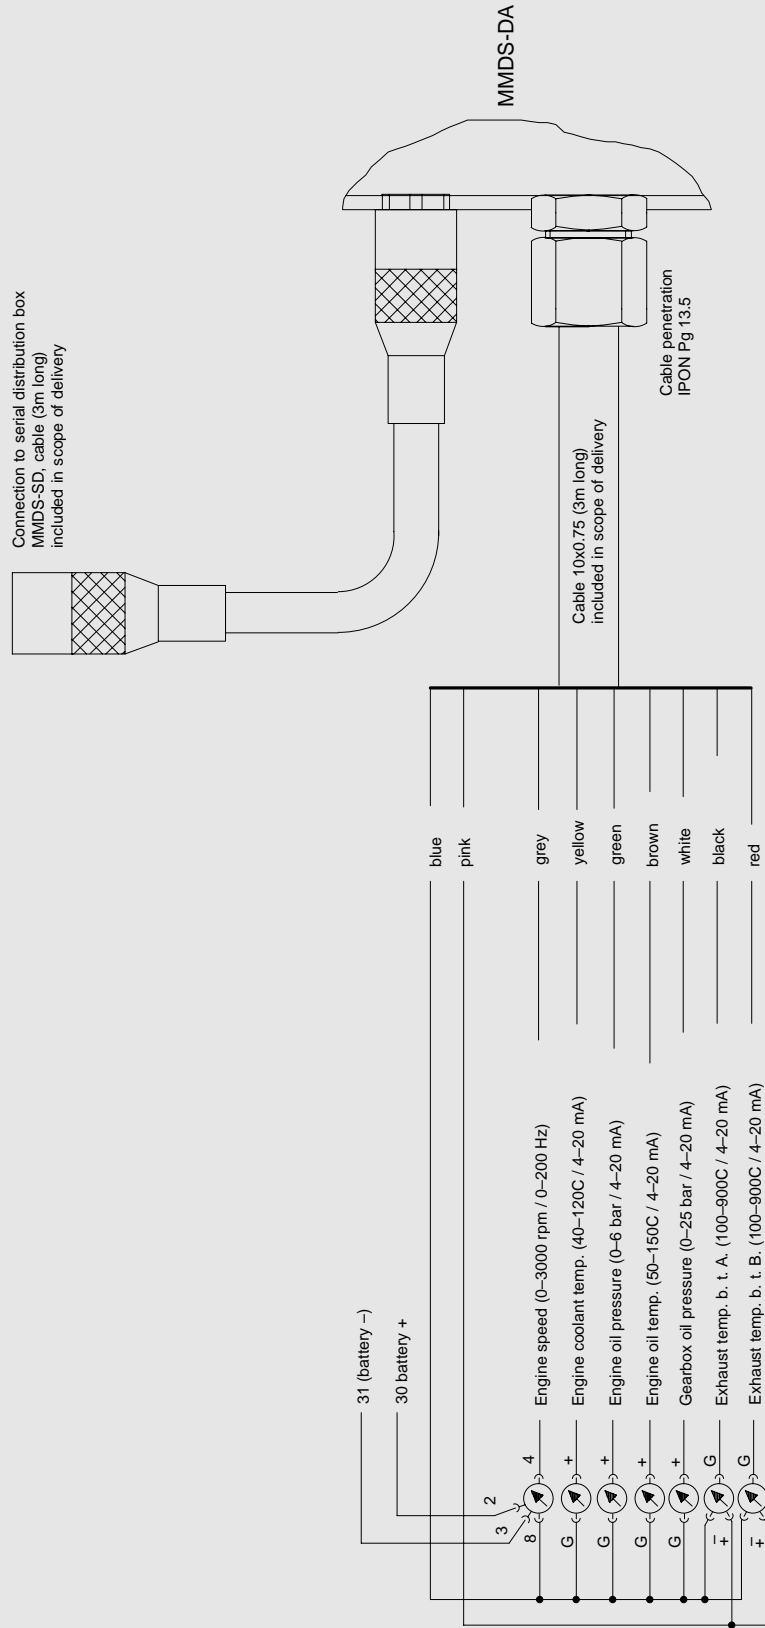 Connection to serial distribution box
MMDS-SD, cable (3m long)
included in scope of delivery
MMDS-DA
Cable penetration
IPON Pg 13.5
Cable 10x0.75 (3m long)
included in scope of delivery
blue
pink
grey
yellow
green
brown
white
black
red
31 (battery –)
30 battery +
Engine speed (0–3000 rpm / 0–200 Hz)
Engine coolant temp. (40–120C / 4–20 mA)
Engine oil pressure (0–6 bar / 4–20 mA)
Engine oil temp. (50–150C / 4–20 mA)
Gearbox oil pressure (0–25 bar / 4–20 mA)
Exhaust temp. b. t. A. (100–900C / 4–20 mA)
Exhaust temp. b. t. B. (100–900C / 4–20 mA)
2
3
8
4
G
+
G
+
G
+
G
+
–
+
G
–
+
G